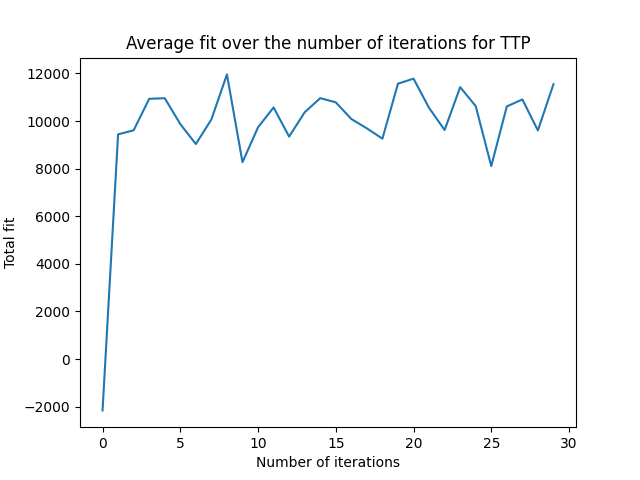 Average fit over the number of iterations for TTP
12000
10000
8000
6000
4000
2000
0
−2000
Total fit
0 5 10 15 20 25 30
Number of iterations